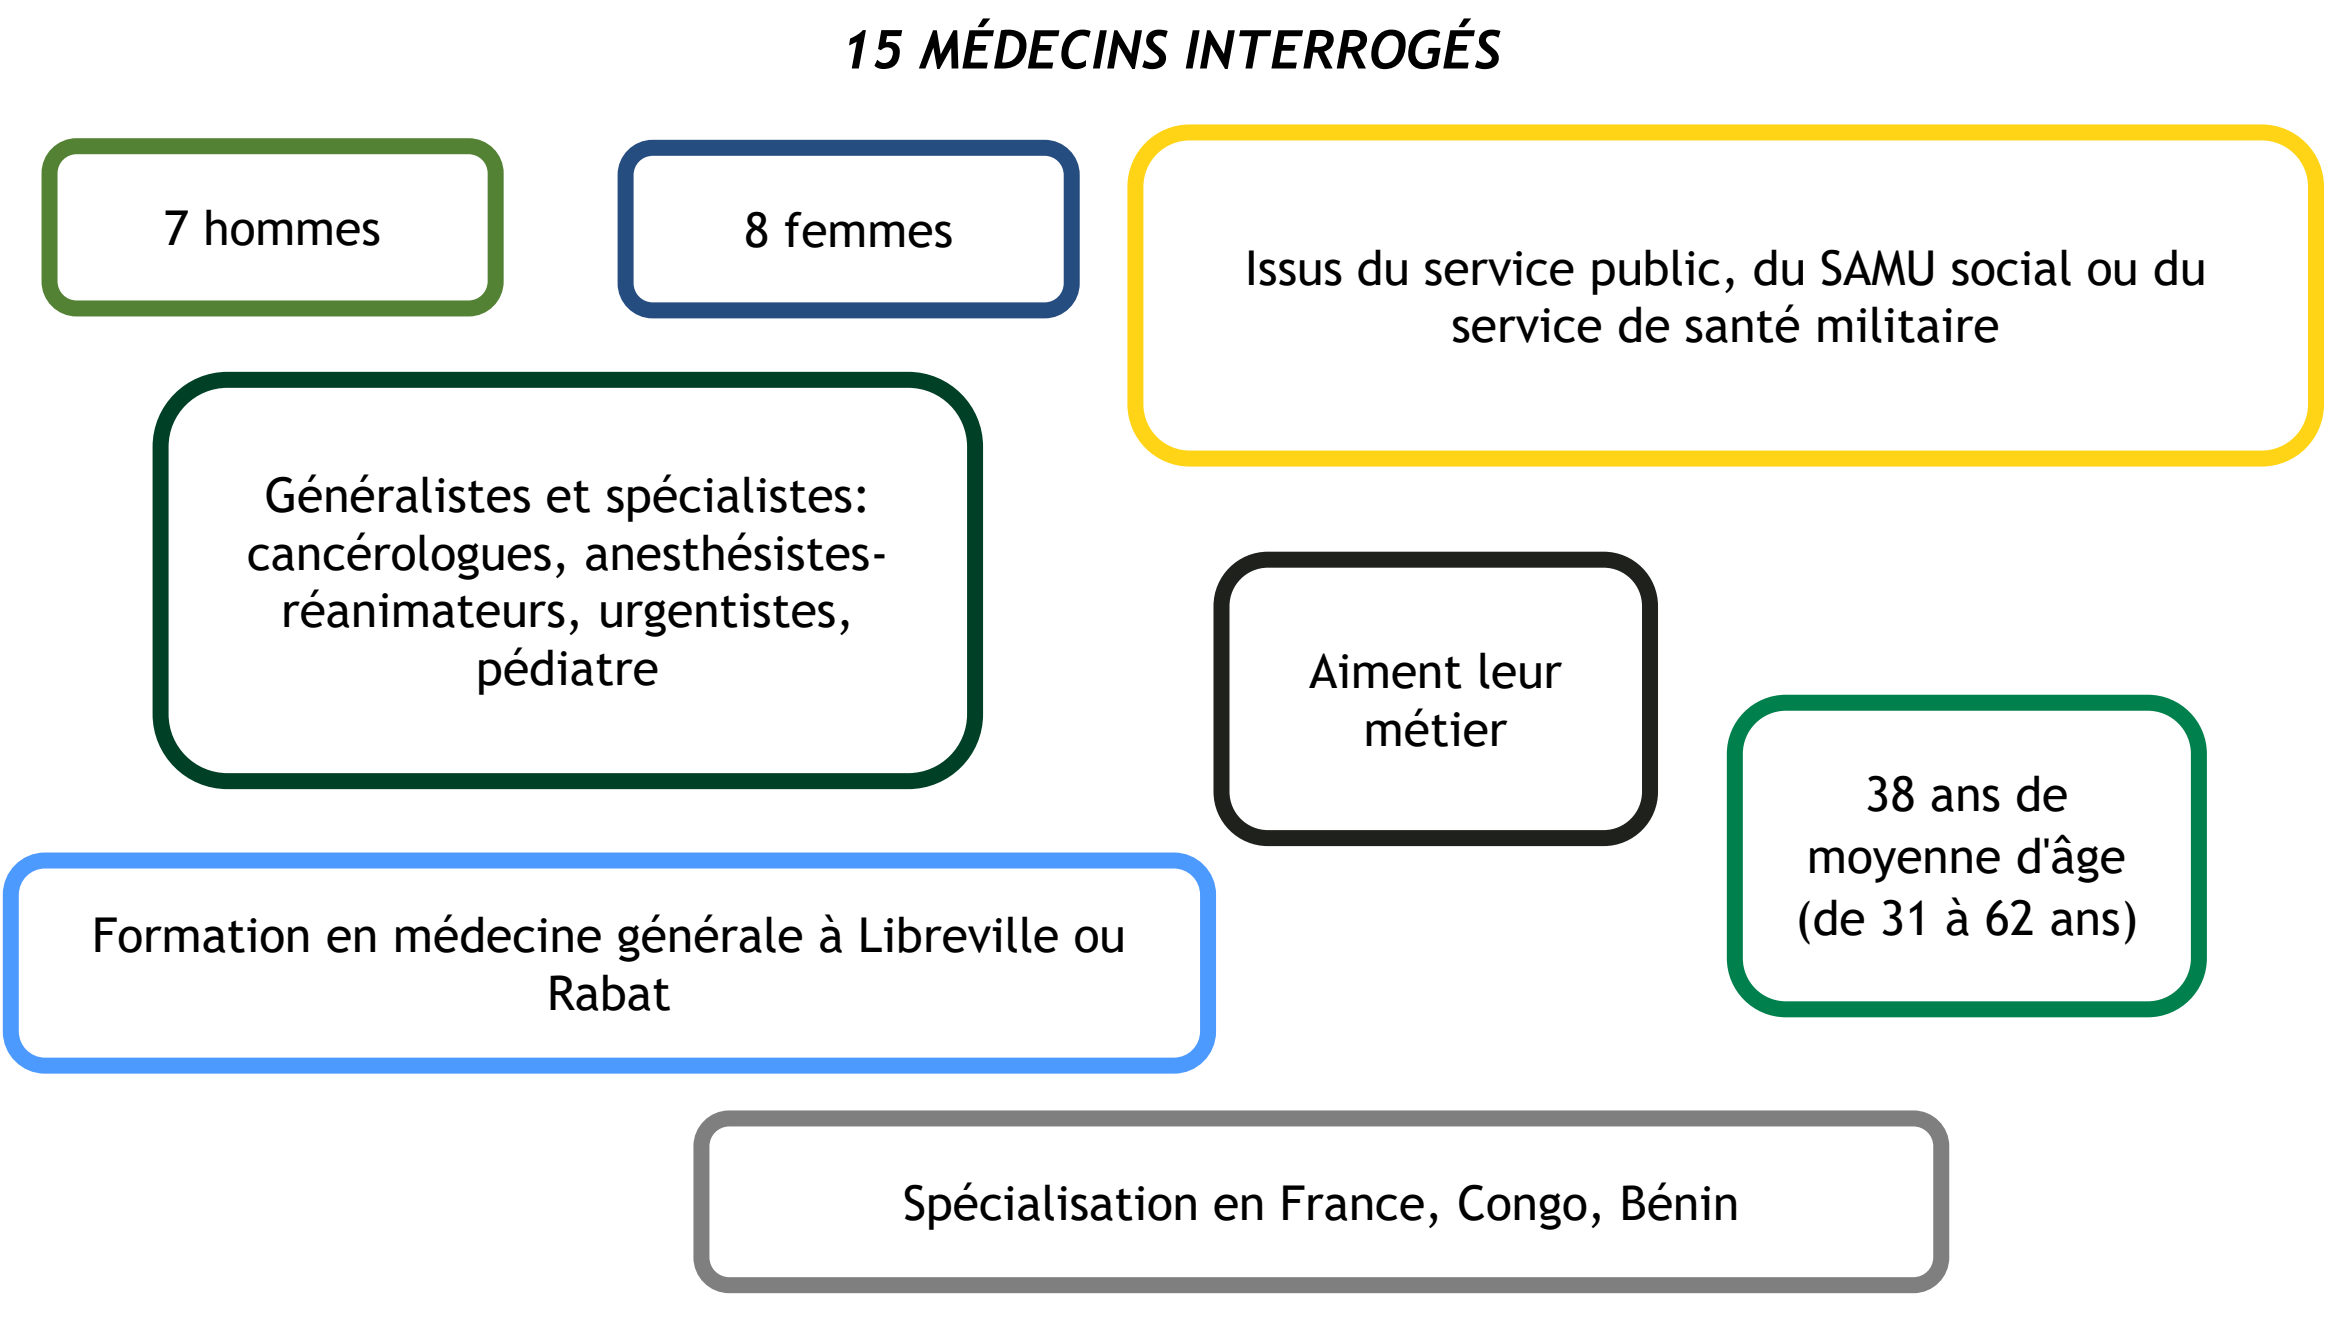 15 MÉDECINS INTERROGÉS
7 hommes
8 femmes
Issus du service public, du SAMU social ou du
service de santé militaire
Généralistes et spécialistes:
cancérologues, anesthésistes-
réanimateurs, urgentistes,
pédiatre
Aiment leur
métier
38 ans de
moyenne d'âge
(de 31 à 62 ans)
Formation en médecine générale à Libreville ou
Rabat
Spécialisation en France, Congo, Bénin